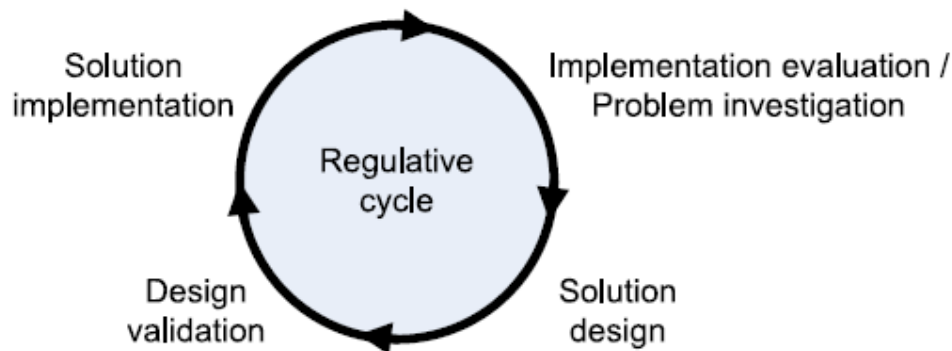 Solution
implementation
Implementation evaluation /
Problem investigation
Regulative
cycle
Design
validation
Solution
design